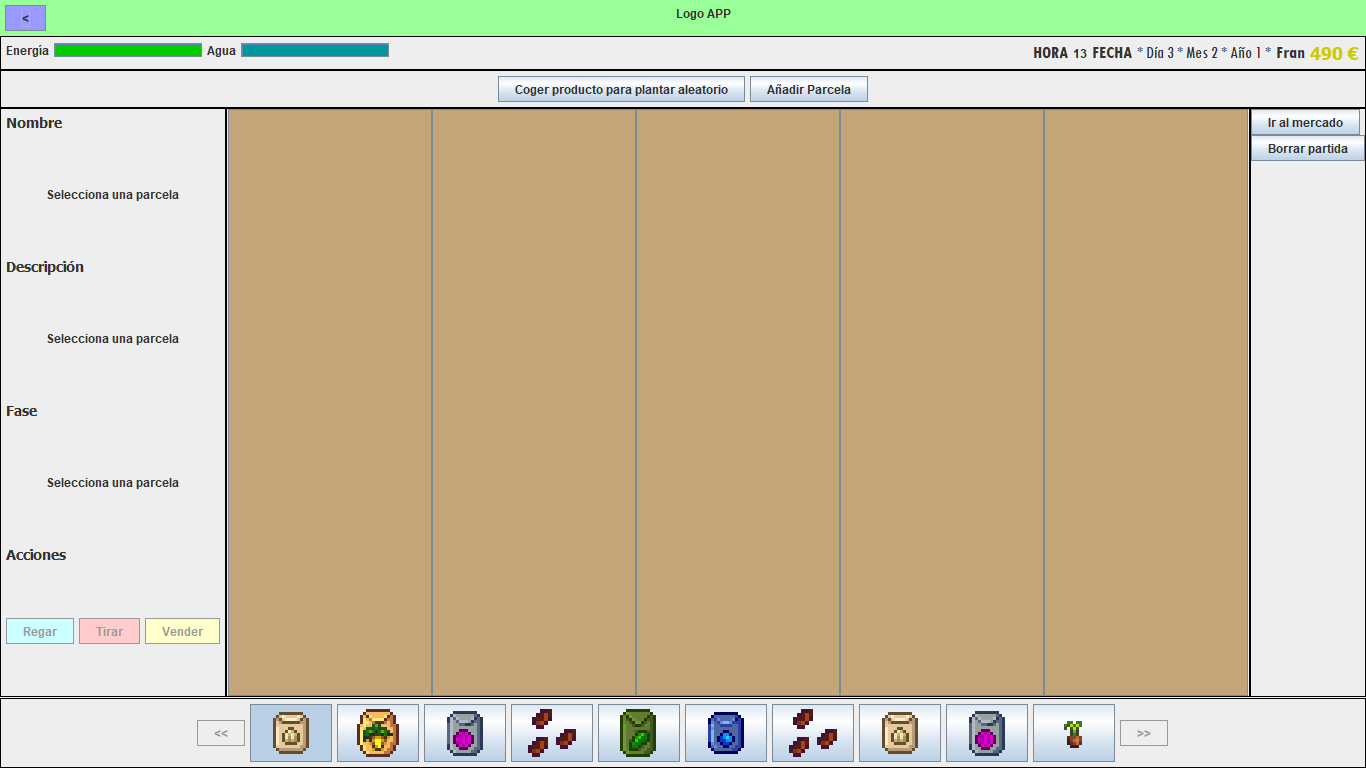 <
Logo APP
Energía Agua HORA 13 FECHA * Día 3 * Mes 2 * Año 1 * Fran 490 €
Coger producto para plantar aleatorio Añadir Parcela
Nombre
Selecciona una parcela
Descripción
Selecciona una parcela
Fase
Selecciona una parcela
Acciones
Regar Tirar Vender
Ir al mercado
Borrar partida
<< >>